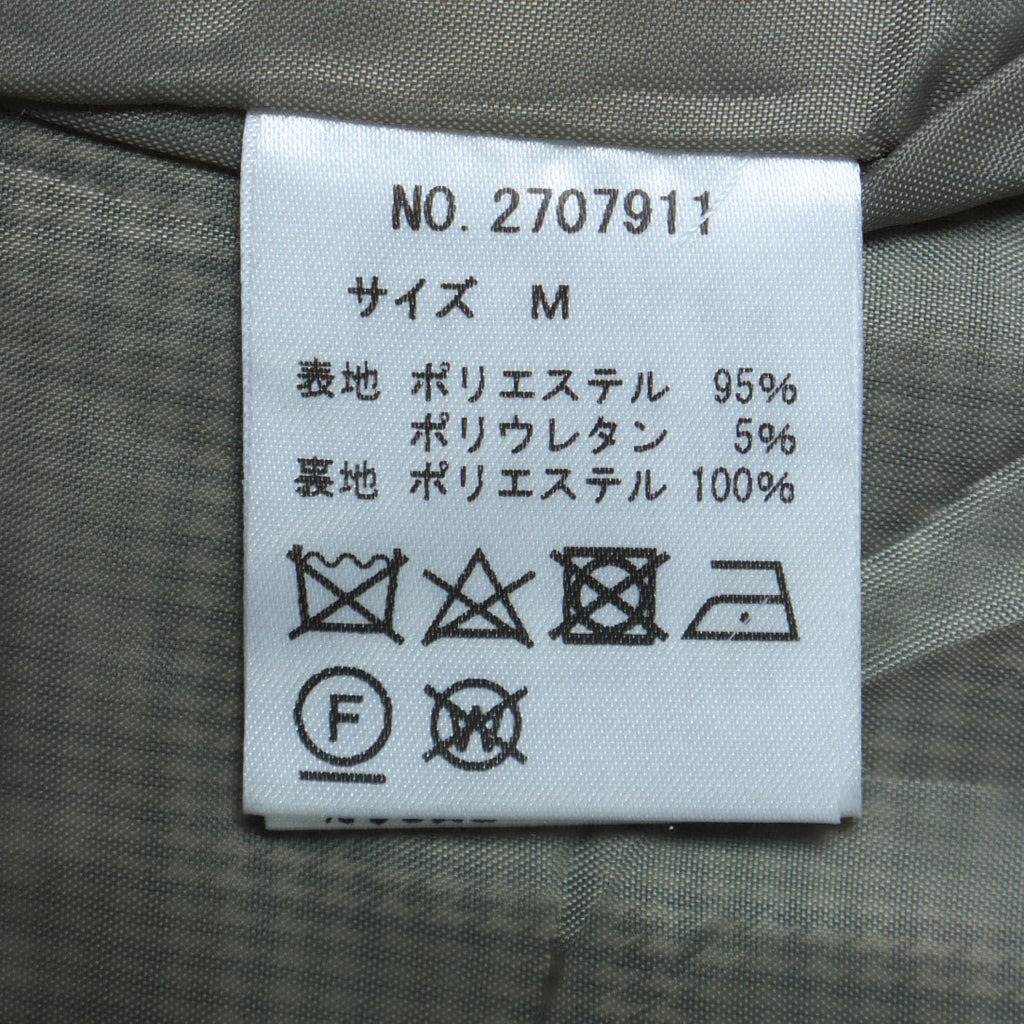 NO. 2707911
サイズ M
表地 ポリエステル 95%
ポリウレタン 5%
裏地 ポリエステル 100%
F
W